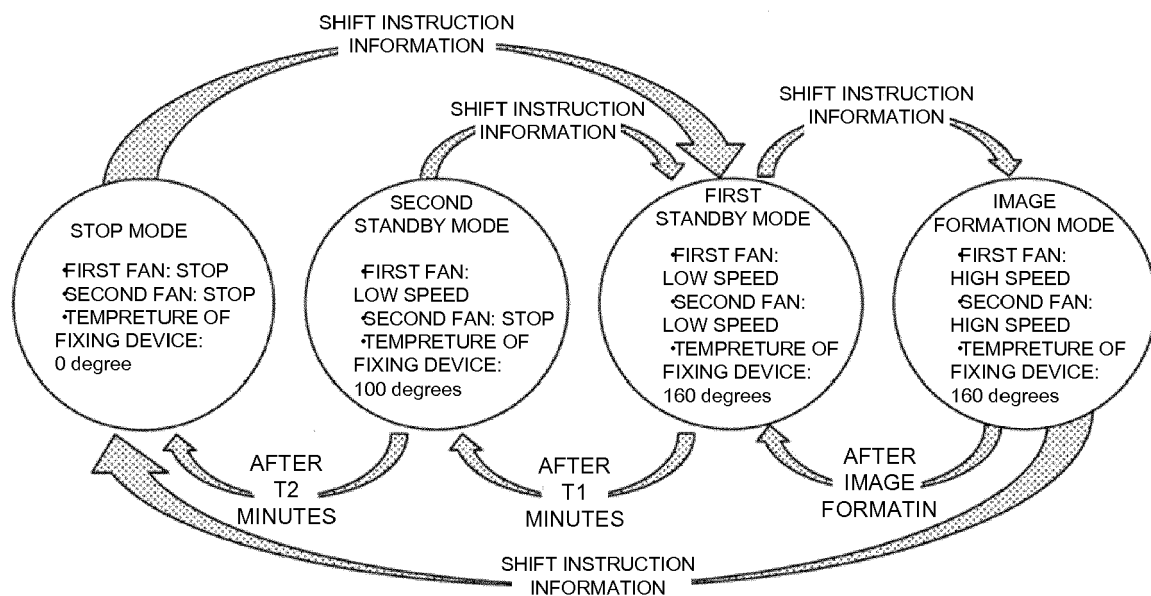 SHIFT INSTRUCTION
INFORMATION
SHIFT INSTRUCTION
INFORMATION
SHIFT INSTRUCTION
INFORMATION
STOP MODE
•FIRST FAN: STOP
•SECOND FAN: STOP
•TEMPRETURE OF
FIXING DEVICE:
0 degree
SECOND
STANDBY MODE
•FIRST FAN:
LOW SPEED
•SECOND FAN: STOP
•TEMPRETURE OF
FIXING DEVICE:
100 degrees
FIRST
STANDBY MODE
•FIRST FAN:
LOW SPEED
•SECOND FAN:
LOW SPEED
•TEMPRETURE OF
FIXING DEVICE:
160 degrees
IMAGE
FORMATION MODE
•FIRST FAN:
HIGH SPEED
•SECOND FAN:
HIGN SPEED
•TEMPRETURE OF
FIXING DEVICE:
160 degrees
AFTER
T2
MINUTES
AFTER
T1
MINUTES
AFTER
IMAGE
FORMATIN
SHIFT INSTRUCTION
INFORMATION